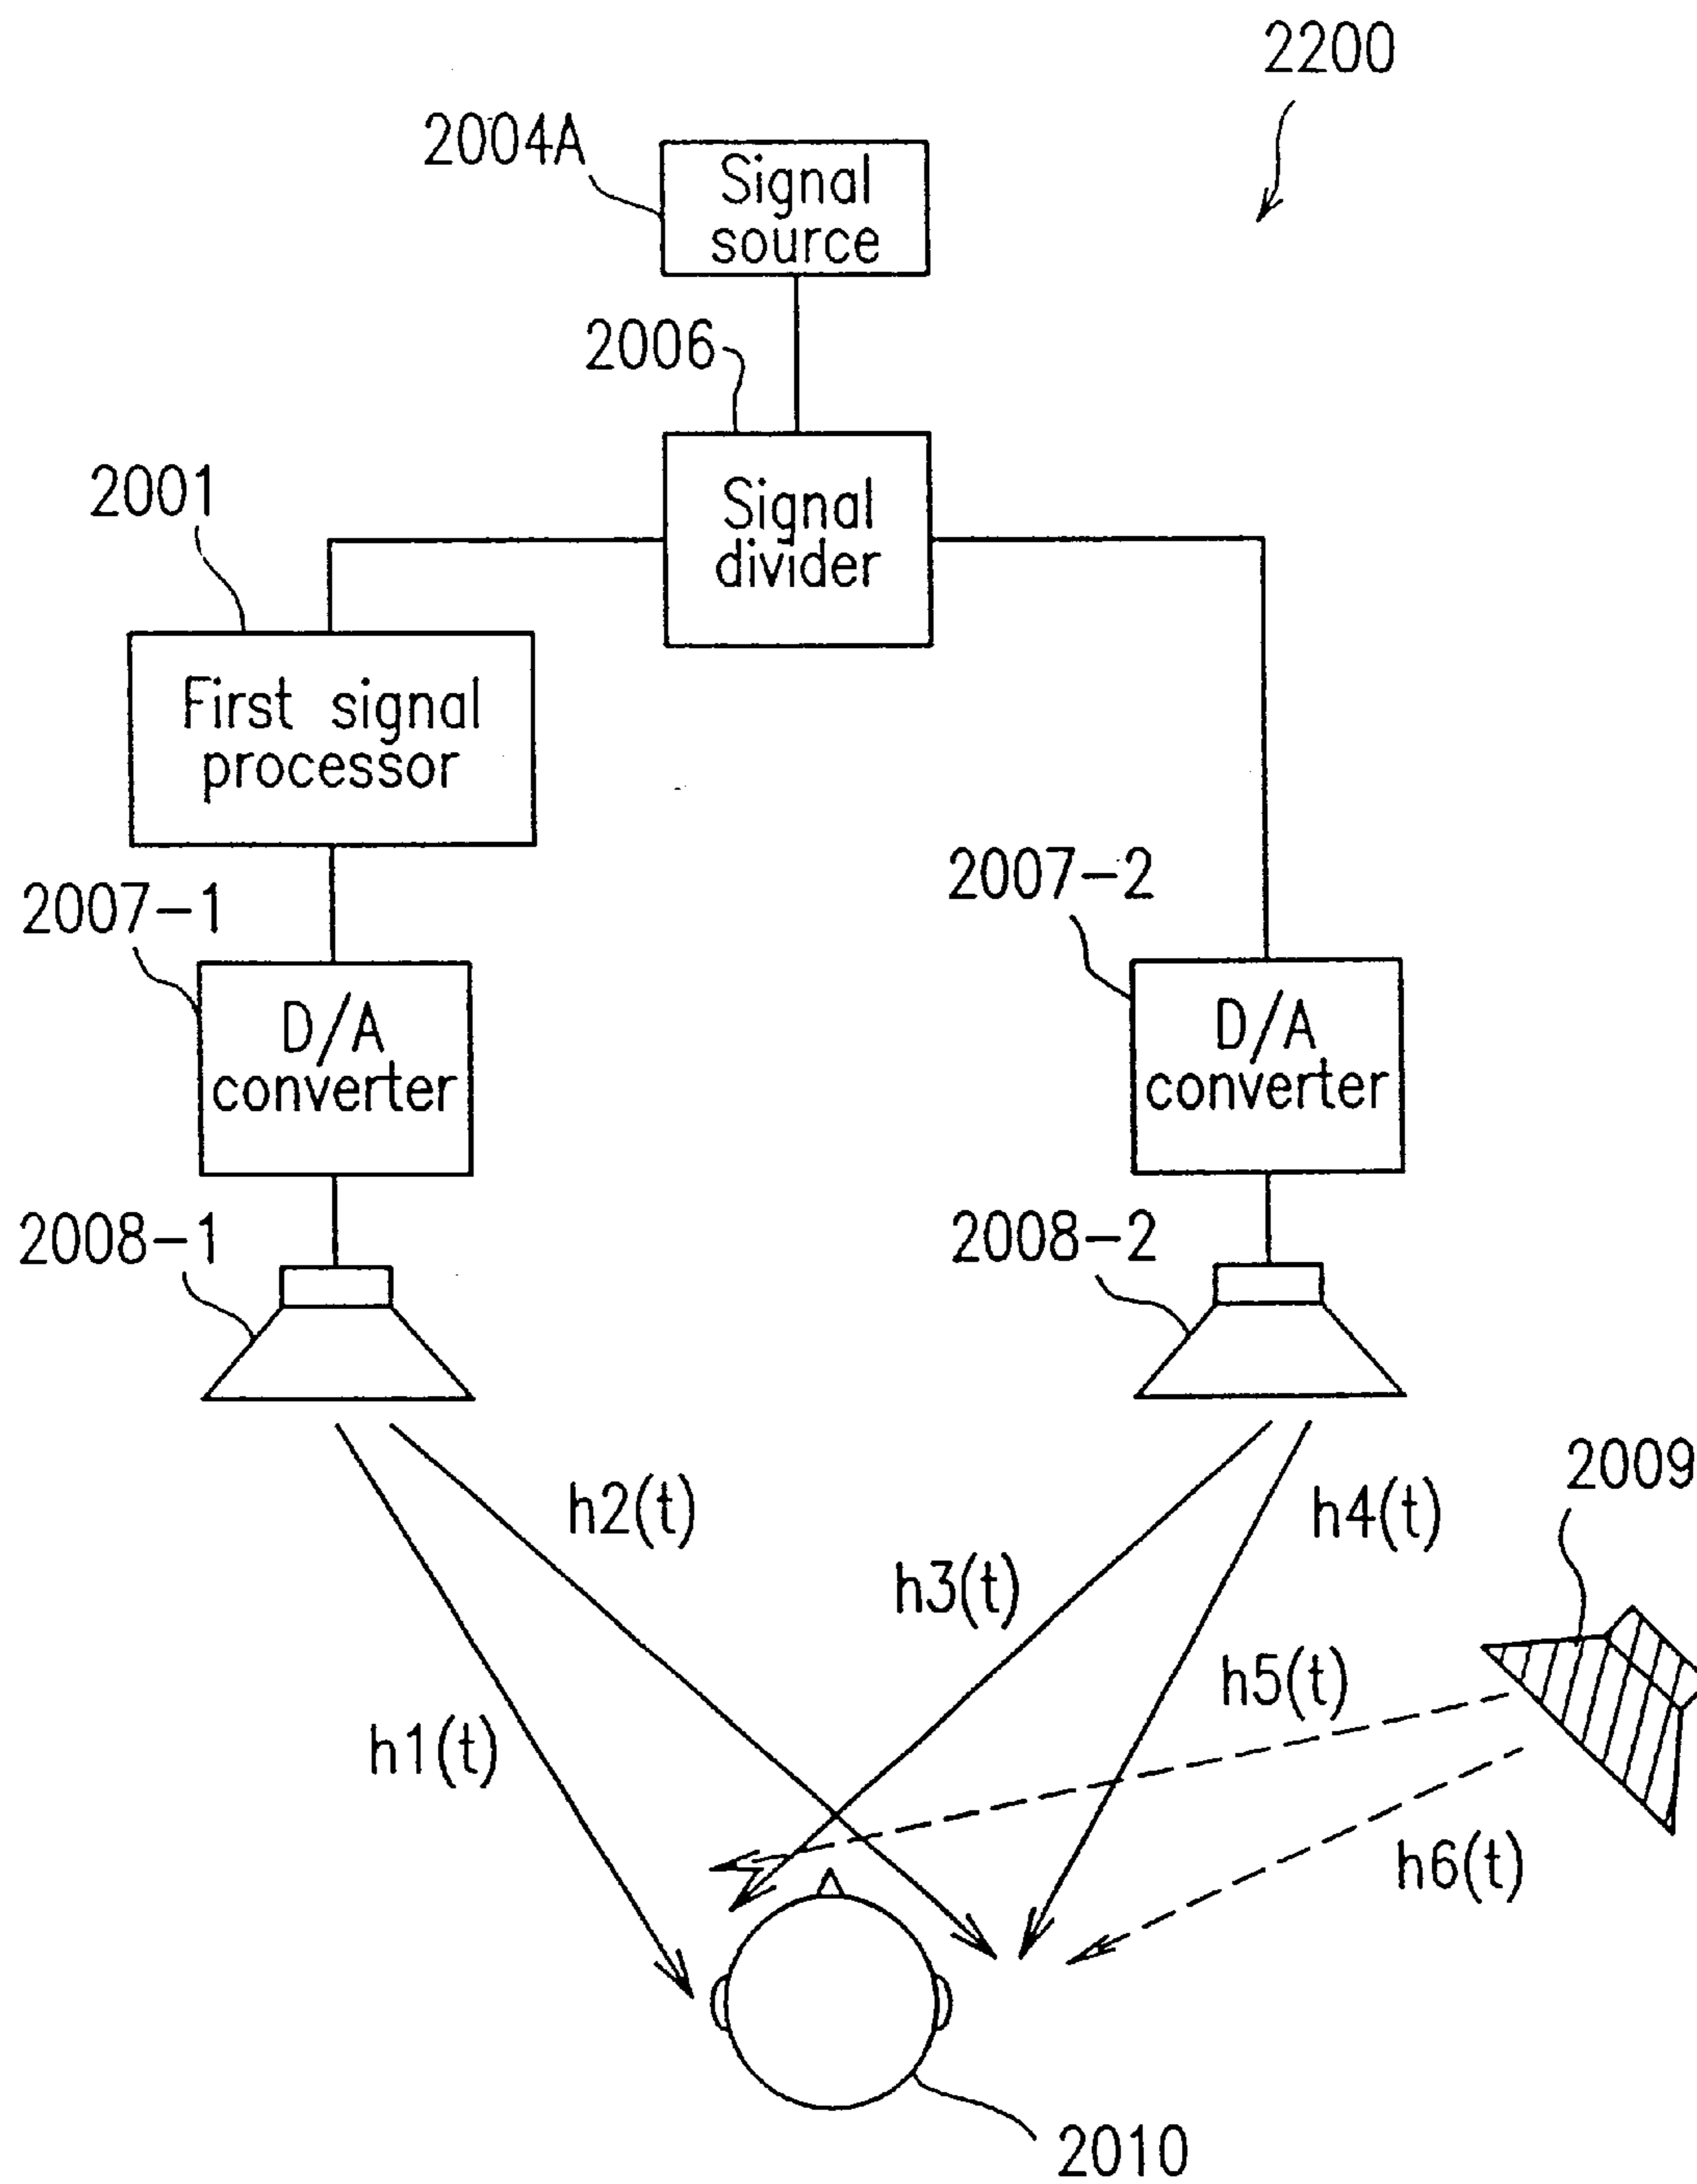 2200
2004A
Signal
source
2006
2001
Signal
divider
First signal
processor
2007-1
2007-2
D/A
converter
D/A
converter
2008-1
2008-2
2009
h2(t)
h4(t)
h3(t)
h5(t)
h1(t)
h6(t)
2010